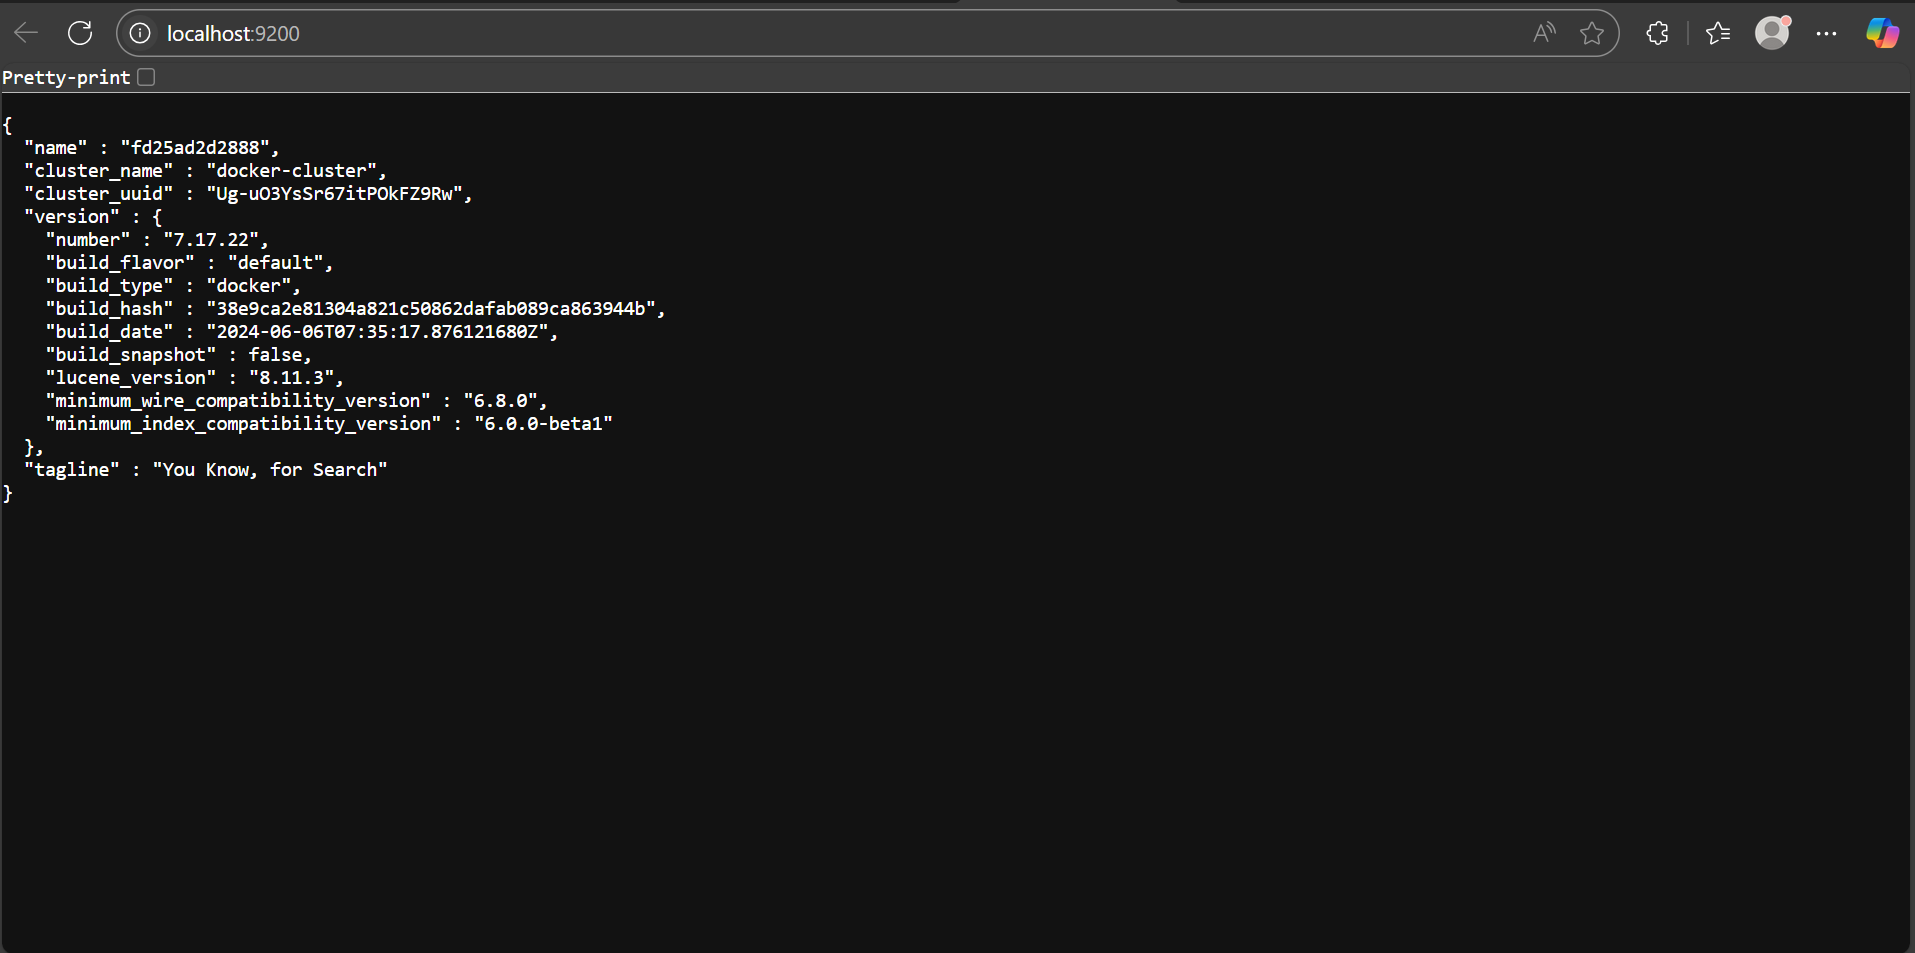 localhost:9200
Pretty-print
{
"name" : "fd25ad2d2888",
"cluster_name" : "docker-cluster",
"cluster_uuid" : "Ug-uO3YsSr67itPOkFZ9Rw",
"version" : {
"number" : "7.17.22",
"build_flavor" : "default",
"build_type" : "docker",
"build_hash" : "38e9ca2e81304a821c50862dafab089ca863944b",
"build_date" : "2024-06-06T07:35:17.876121680Z",
"build_snapshot" : false,
"lucene_version" : "8.11.3",
"minimum_wire_compatibility_version" : "6.8.0",
"minimum_index_compatibility_version" : "6.0.0-beta1"
},
"tagline" : "You Know, for Search"
}